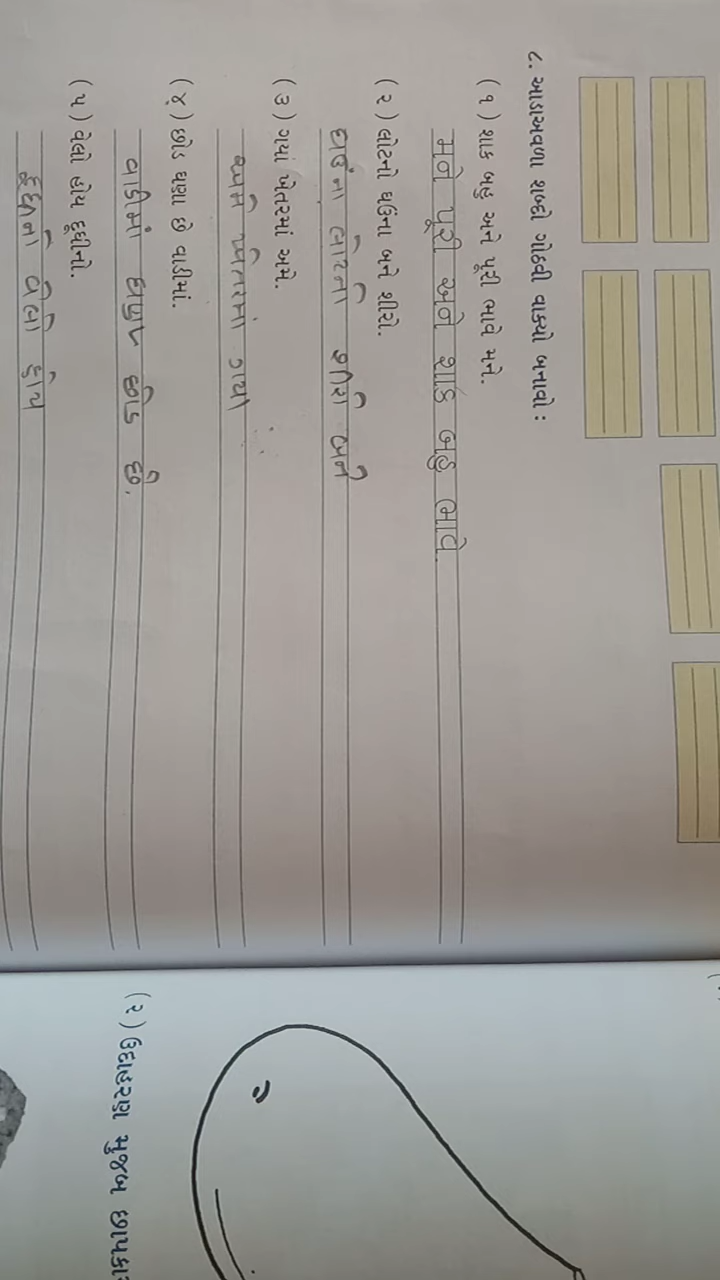 ૮. આડાઅવળા શબ્દો ગોઠવી વાક્યો બનાવો :
(૧) શાક બહુ અને પૂરી ભાવે મને.
મને પૂરી અને શાક બહુ ભાવે.
(૨) લોટનો ઘઉંના બને શીરો.
ઘઉંના લોટનો શીરો બને
(૩) ગયાં ખેતરમાં અમે.
અમે ખેતરમાં ગયા
(૪) છોડ ઘણા છે વાડીમાં.
વાડીમાં ઘણા છોડ છે.
(૫) વેલો હોય દૂધીનો.
દૂધીનો વેલો હોય
(૨) ઉદાહરણ મુજબ છાપકા